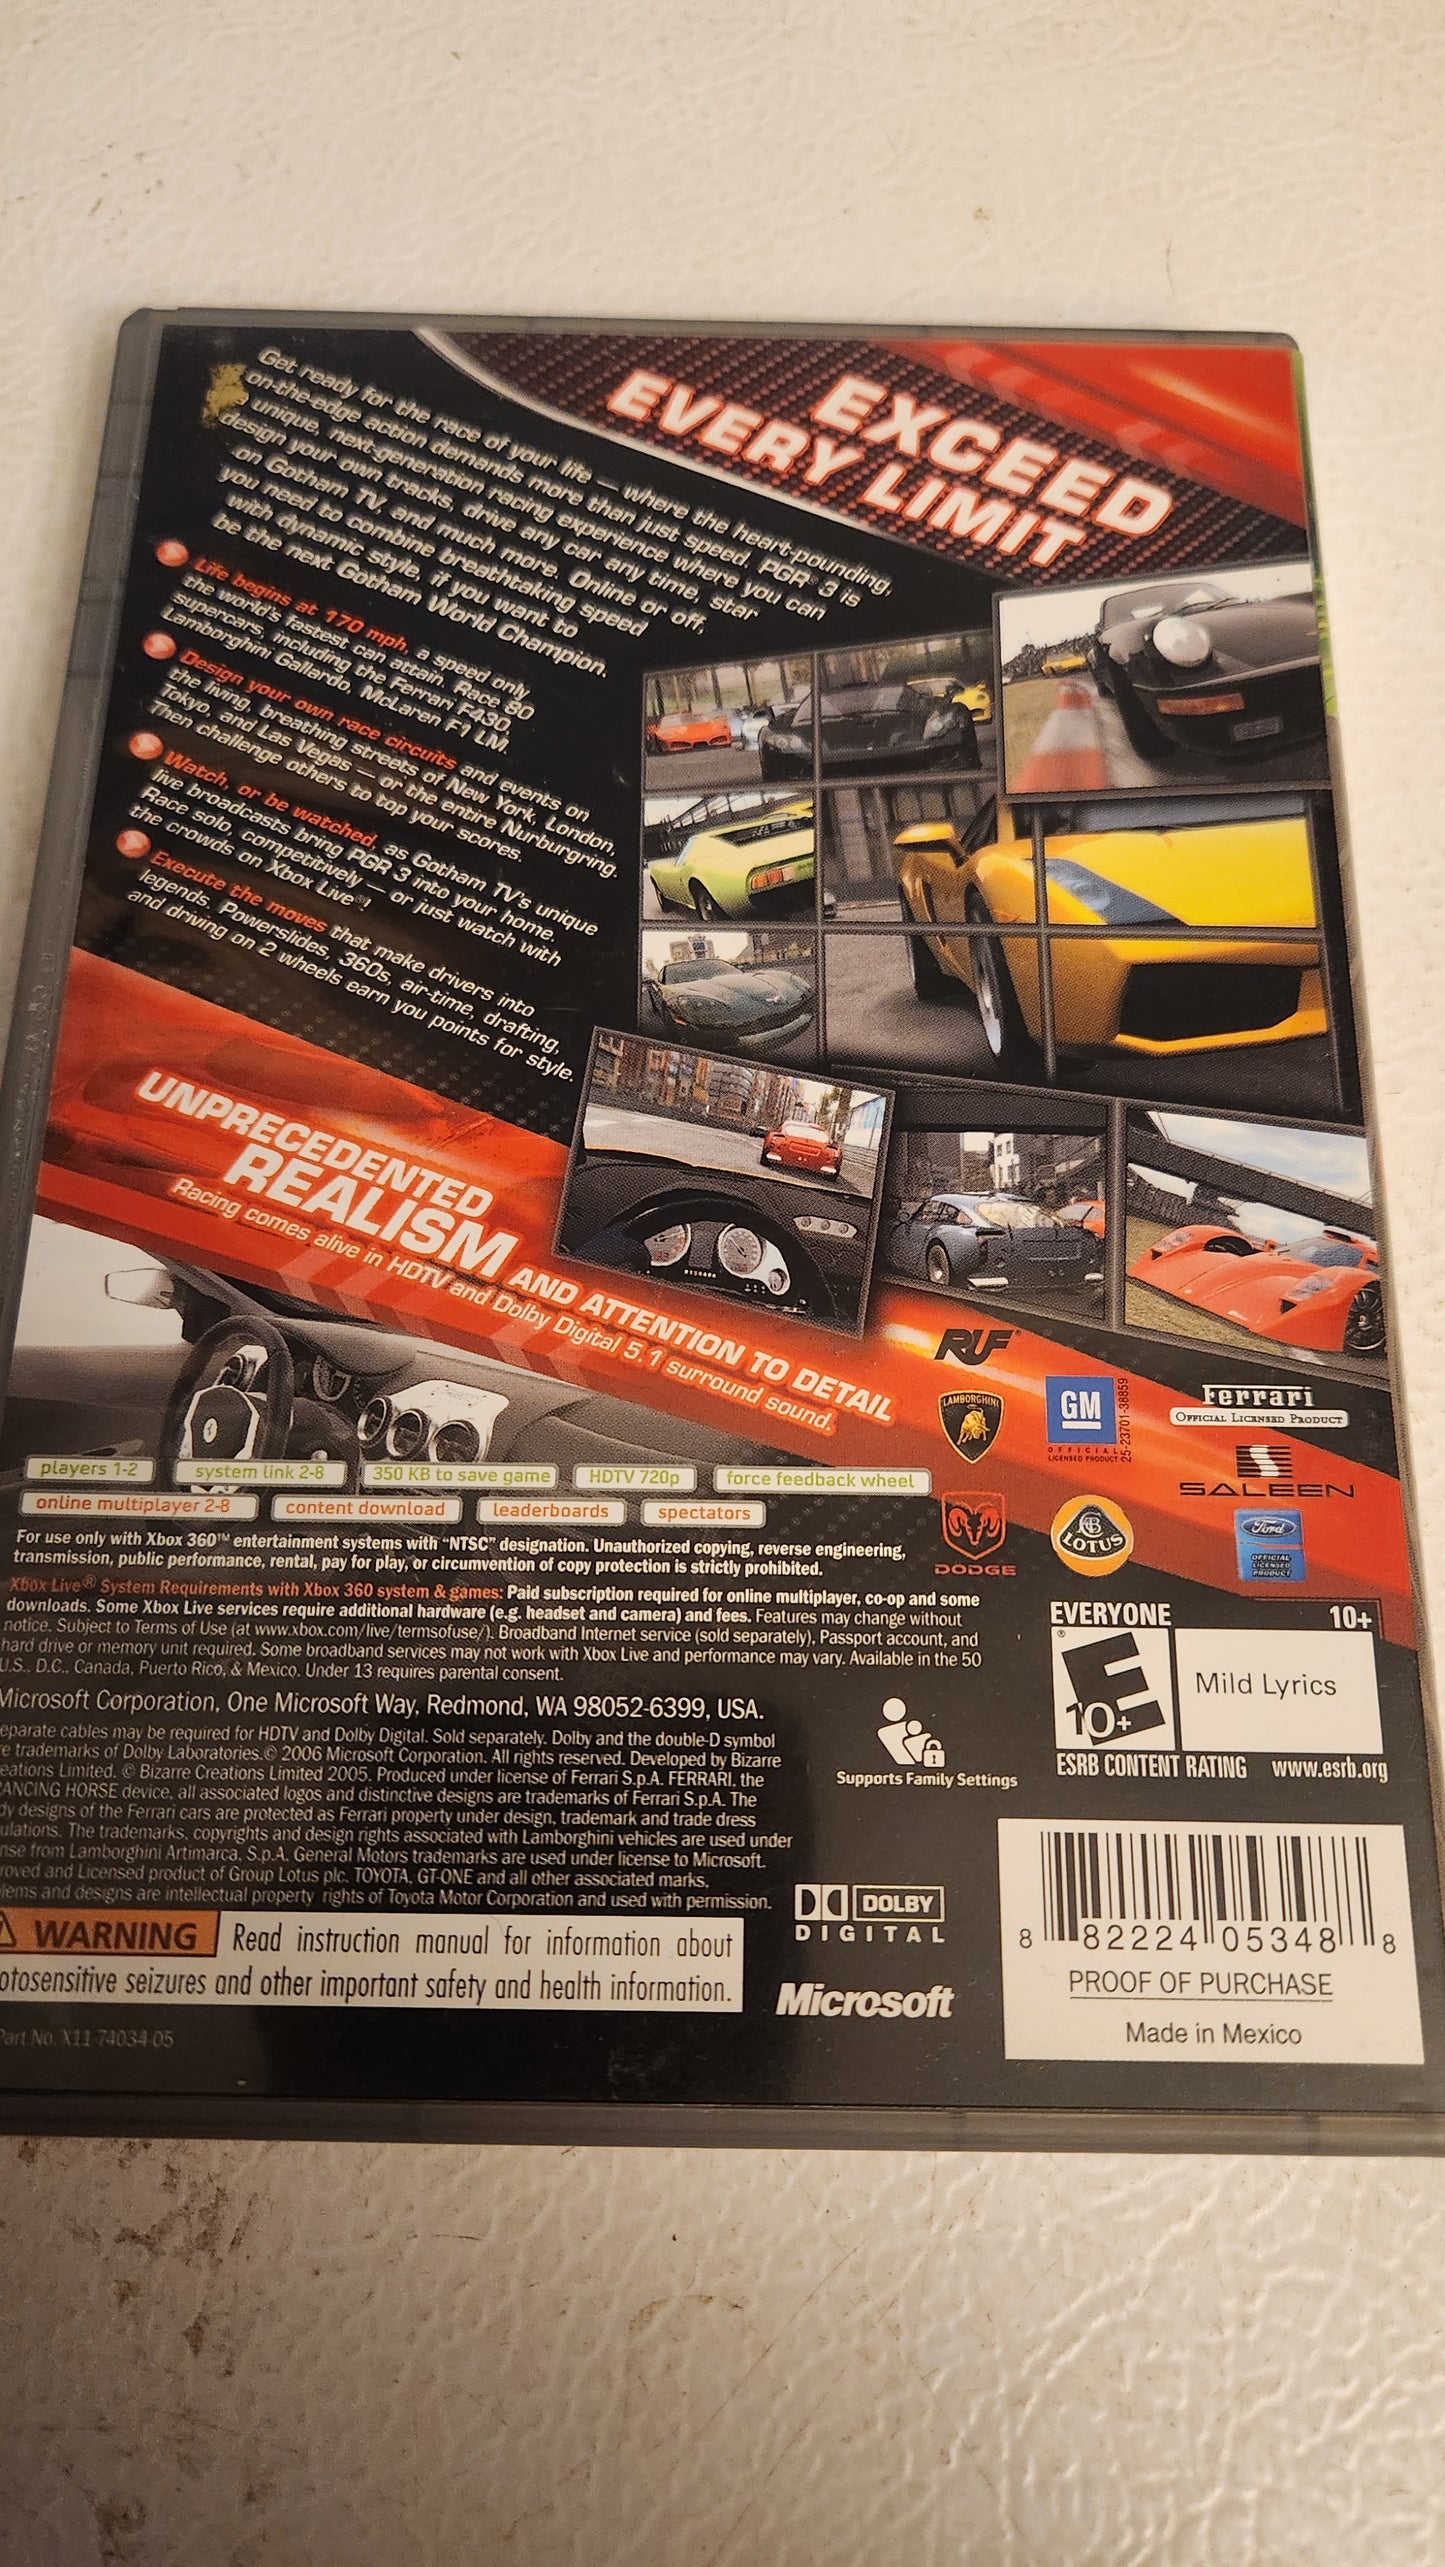 EXCEED
EVERY LIMIT
Get ready for the race of your life — where the heart-pounding,
on-the-edge action demands more than just speed. PGR® 3 is
a unique, next-generation racing experience where you can
design your own tracks, drive any car any time, star
on Gotham TV, and much more. Online or off,
you need to combine breathtaking speed
with dynamic style, if you want to
be the next Gotham World Champion.
Life begins at 170 mph, a speed only
the world's fastest can attain. Race 80
supercars, including the Ferrari F430,
Lamborghini Gallardo, McLaren F1 LM.
Design your own race circuits and events on
the living, breathing streets of New York, London,
Tokyo, and Las Vegas — or the entire Nurburgring.
Then challenge others to top your scores.
Watch, or be watched, as Gotham TV's unique
live broadcasts bring PGR 3 into your home.
Race solo, competitively — or just watch with
the crowds on Xbox Live®!
Execute the moves that make drivers into
legends. Powerslides, 360s, air-time, drafting,
and driving on 2 wheels earn you points for style.
UNPRECEDENTED
REALISM AND ATTENTION TO DETAIL
Racing comes alive in HDTV and Dolby Digital 5.1 surround sound.
RUF
LAMBORGHINI
GM
OFFICIAL
LICENSED PRODUCT
25-23701-38859
Ferrari
OFFICIAL LICENSED PRODUCT
SALEEN
DODGE
LOTUS
Ford
OFFICIAL
LICENSED
PRODUCT
players 1-2 system link 2-8 350 KB to save game HDTV 720p force feedback wheel
online multiplayer 2-8 content download leaderboards spectators
For use only with Xbox 360™ entertainment systems with "NTSC" designation. Unauthorized copying, reverse engineering,
transmission, public performance, rental, pay for play, or circumvention of copy protection is strictly prohibited.
Xbox Live® System Requirements with Xbox 360 system & games: Paid subscription required for online multiplayer, co-op and some
downloads. Some Xbox Live services require additional hardware (e.g. headset and camera) and fees. Features may change without
notice. Subject to Terms of Use (at www.xbox.com/live/termsofuse/). Broadband Internet service (sold separately), Passport account, and
hard drive or memory unit required. Some broadband services may not work with Xbox Live and performance may vary. Available in the 50
U.S., D.C., Canada, Puerto Rico, & Mexico. Under 13 requires parental consent.
Microsoft Corporation, One Microsoft Way, Redmond, WA 98052-6399, USA.
eparate cables may be required for HDTV and Dolby Digital. Sold separately. Dolby and the double-D symbol
e trademarks of Dolby Laboratories.© 2006 Microsoft Corporation. All rights reserved. Developed by Bizarre
eations Limited. © Bizarre Creations Limited 2005. Produced under license of Ferrari S.p.A. FERRARI, the
ANCING HORSE device, all associated logos and distinctive designs are trademarks of Ferrari S.p.A. The
dy designs of the Ferrari cars are protected as Ferrari property under design, trademark and trade dress
ulations. The trademarks, copyrights and design rights associated with Lamborghini vehicles are used under
nse from Lamborghini Artimarca, S.p.A. General Motors trademarks are used under license to Microsoft.
roved and Licensed product of Group Lotus plc. TOYOTA, GT-ONE and all other associated marks,
lems and designs are intellectual property rights of Toyota Motor Corporation and used with permission.
WARNING Read instruction manual for information about
otosensitive seizures and other important safety and health information.
Part No. X11-74034-05
Supports Family Settings
DOLBY
DIGITAL
Microsoft
EVERYONE 10+
E
10+
Mild Lyrics
ESRB CONTENT RATING www.esrb.org
8 82224 05348 8
PROOF OF PURCHASE
Made in Mexico